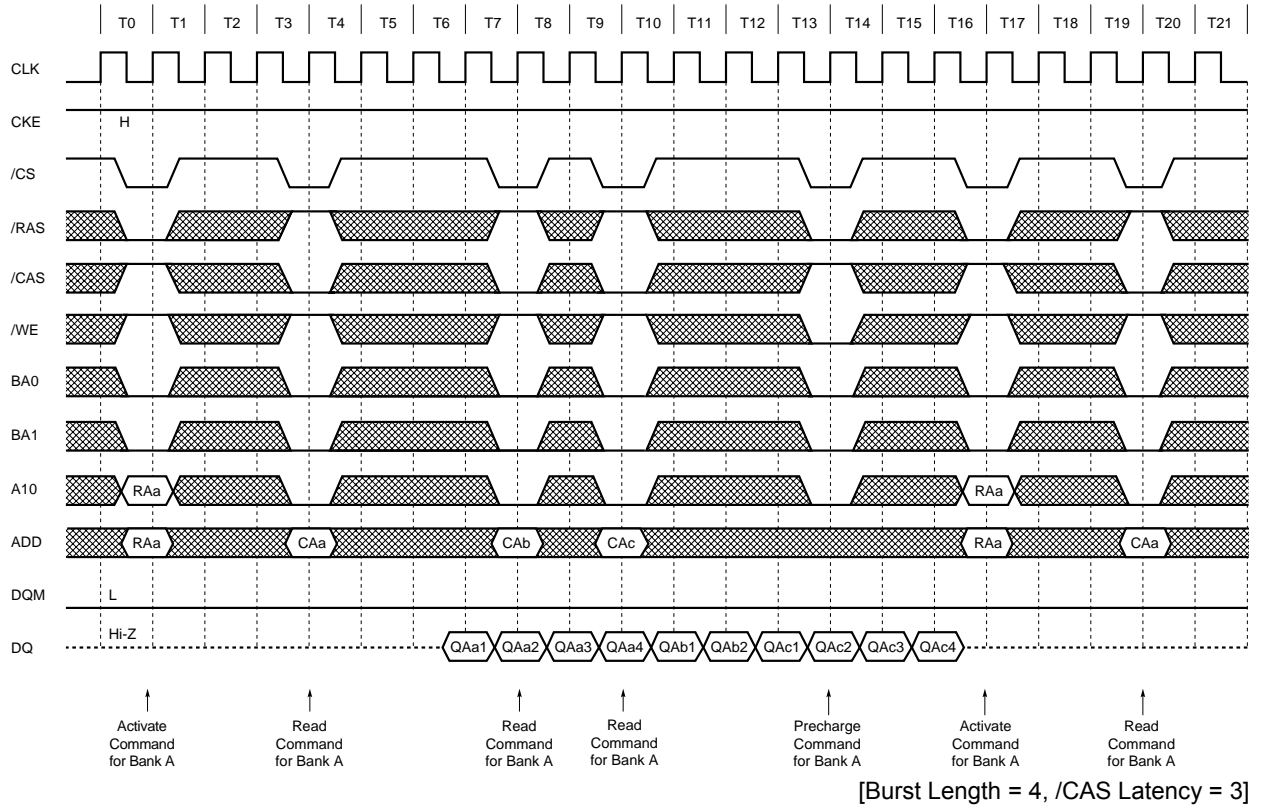 T0 T1 T2 T3 T4 T5 T6 T7 T8 T9 T10 T11 T12 T13 T14 T15 T16 T17 T18 T19 T20 T21
CLK
CKE H
/CS
/RAS
/CAS
/WE
BA0
BA1
A10 RAa RAa
ADD RAa CAa CAb CAc RAa CAa
DQM L
Hi-Z
DQ QAa1 QAa2 QAa3 QAa4 QAb1 QAb2 QAc1 QAc2 QAc3 QAc4
Activate Read Read Read Precharge Activate Read
Command Command Command Command Command Command Command
for Bank A for Bank A for Bank A for Bank A for Bank A for Bank A for Bank A
[Burst Length = 4, /CAS Latency = 3]